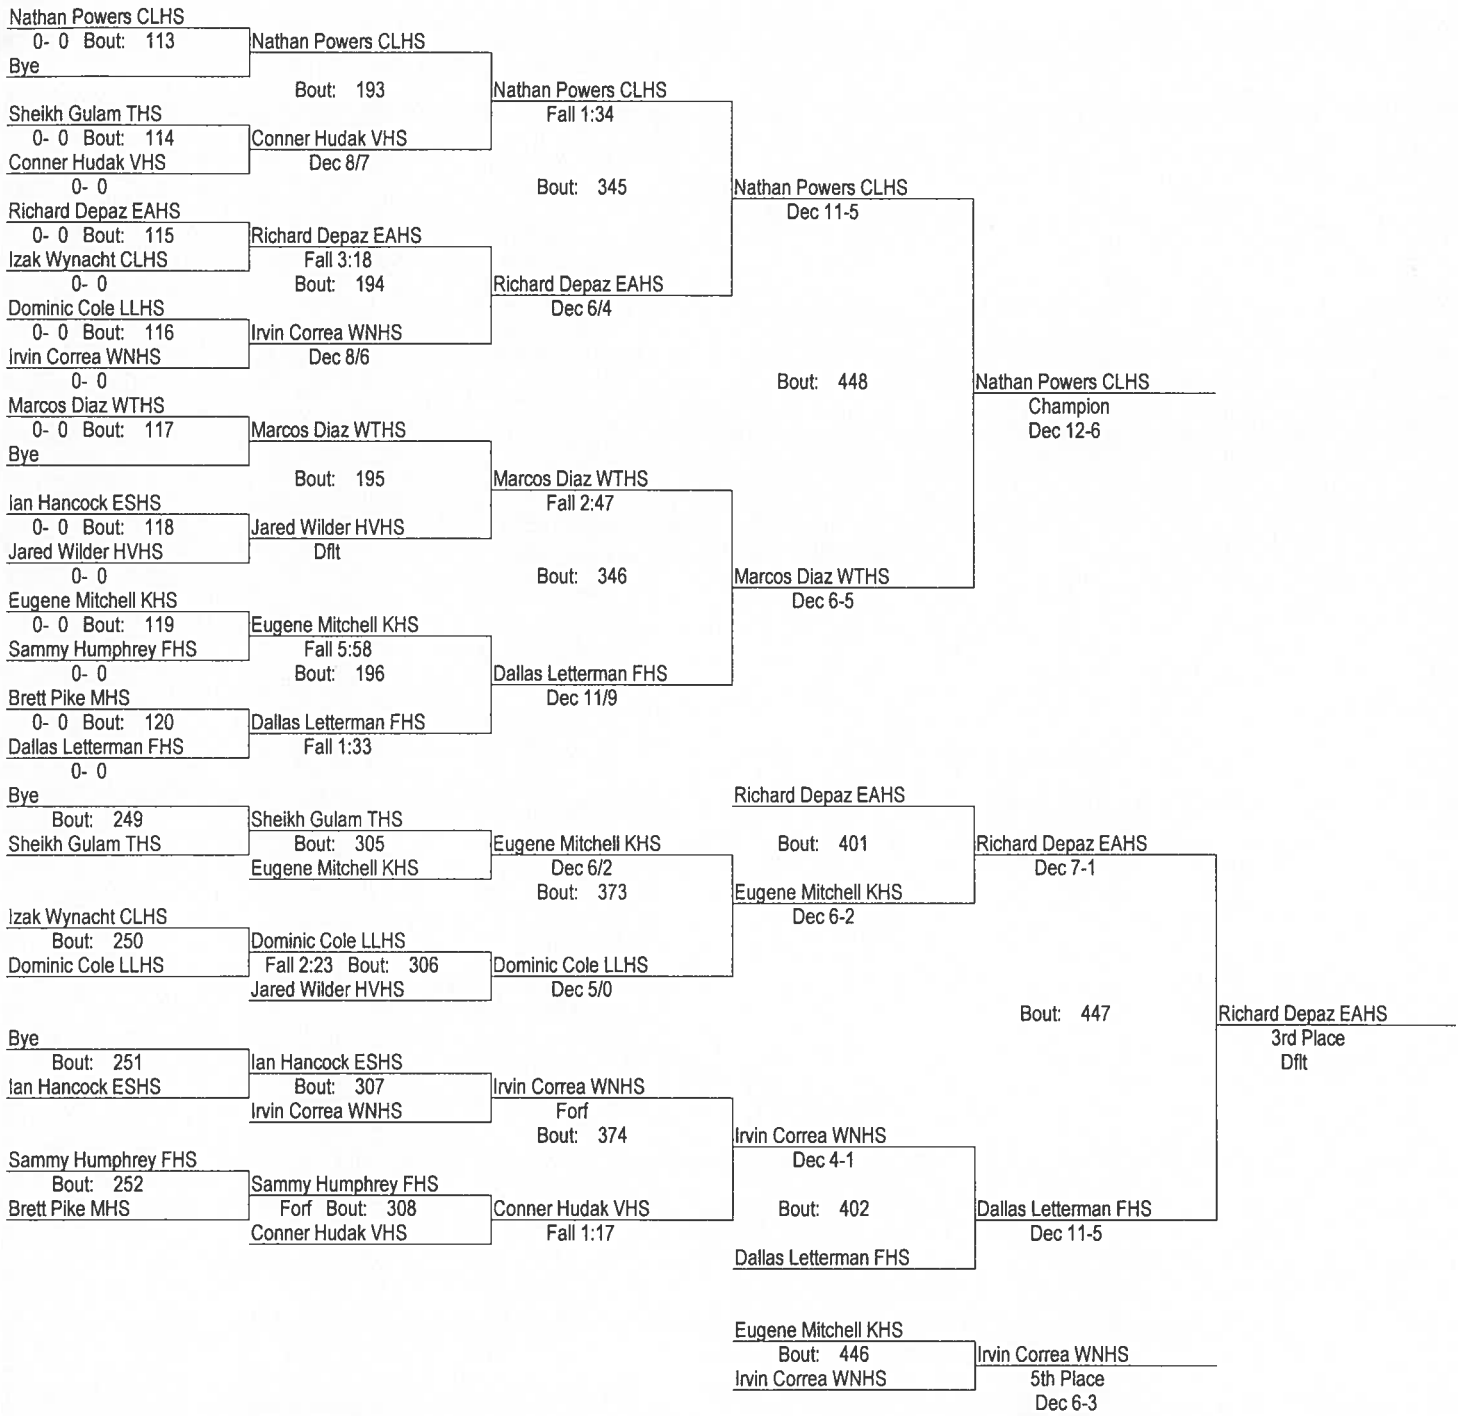 Nathan Powers CLHS
0- 0 Bout: 113
Bye
Nathan Powers CLHS
Bout: 193
Sheikh Gulam THS
0- 0 Bout: 114
Conner Hudak VHS
0- 0
Conner Hudak VHS
Dec 8/7
Nathan Powers CLHS
Fall 1:34
Bout: 345
Richard Depaz EAHS
0- 0 Bout: 115
Izak Wynacht CLHS
0- 0
Richard Depaz EAHS
Fall 3:18
Bout: 194
Dominic Cole LLHS
0- 0 Bout: 116
Irvin Correa WNHS
0- 0
Irvin Correa WNHS
Dec 8/6
Richard Depaz EAHS
Dec 6/4
Nathan Powers CLHS
Dec 11-5
Bout: 448
Nathan Powers CLHS
Champion
Dec 12-6
Marcos Diaz WTHS
0- 0 Bout: 117
Bye
Marcos Diaz WTHS
Bout: 195
Ian Hancock ESHS
0- 0 Bout: 118
Jared Wilder HVHS
0- 0
Jared Wilder HVHS
Dflt
Marcos Diaz WTHS
Fall 2:47
Bout: 346
Marcos Diaz WTHS
Dec 6-5
Eugene Mitchell KHS
0- 0 Bout: 119
Sammy Humphrey FHS
0- 0
Eugene Mitchell KHS
Fall 5:58
Bout: 196
Brett Pike MHS
0- 0 Bout: 120
Dallas Letterman FHS
0- 0
Dallas Letterman FHS
Fall 1:33
Dallas Letterman FHS
Dec 11/9
Bye
Bout: 249
Sheikh Gulam THS
Sheikh Gulam THS
Bout: 305
Eugene Mitchell KHS
Eugene Mitchell KHS
Dec 6/2
Bout: 373
Izak Wynacht CLHS
Bout: 250
Dominic Cole LLHS
Dominic Cole LLHS
Fall 2:23 Bout: 306
Jared Wilder HVHS
Dominic Cole LLHS
Dec 5/0
Richard Depaz EAHS
Bout: 401
Eugene Mitchell KHS
Dec 6-2
Richard Depaz EAHS
Dec 7-1
Bout: 447
Richard Depaz EAHS
3rd Place
Dflt
Bye
Bout: 251
Ian Hancock ESHS
Ian Hancock ESHS
Bout: 307
Irvin Correa WNHS
Irvin Correa WNHS
Forf
Bout: 374
Sammy Humphrey FHS
Bout: 252
Brett Pike MHS
Sammy Humphrey FHS
Forf Bout: 308
Conner Hudak VHS
Conner Hudak VHS
Fall 1:17
Irvin Correa WNHS
Dec 4-1
Bout: 402
Dallas Letterman FHS
Dallas Letterman FHS
Dec 11-5
Eugene Mitchell KHS
Bout: 446
Irvin Correa WNHS
Irvin Correa WNHS
5th Place
Dec 6-3